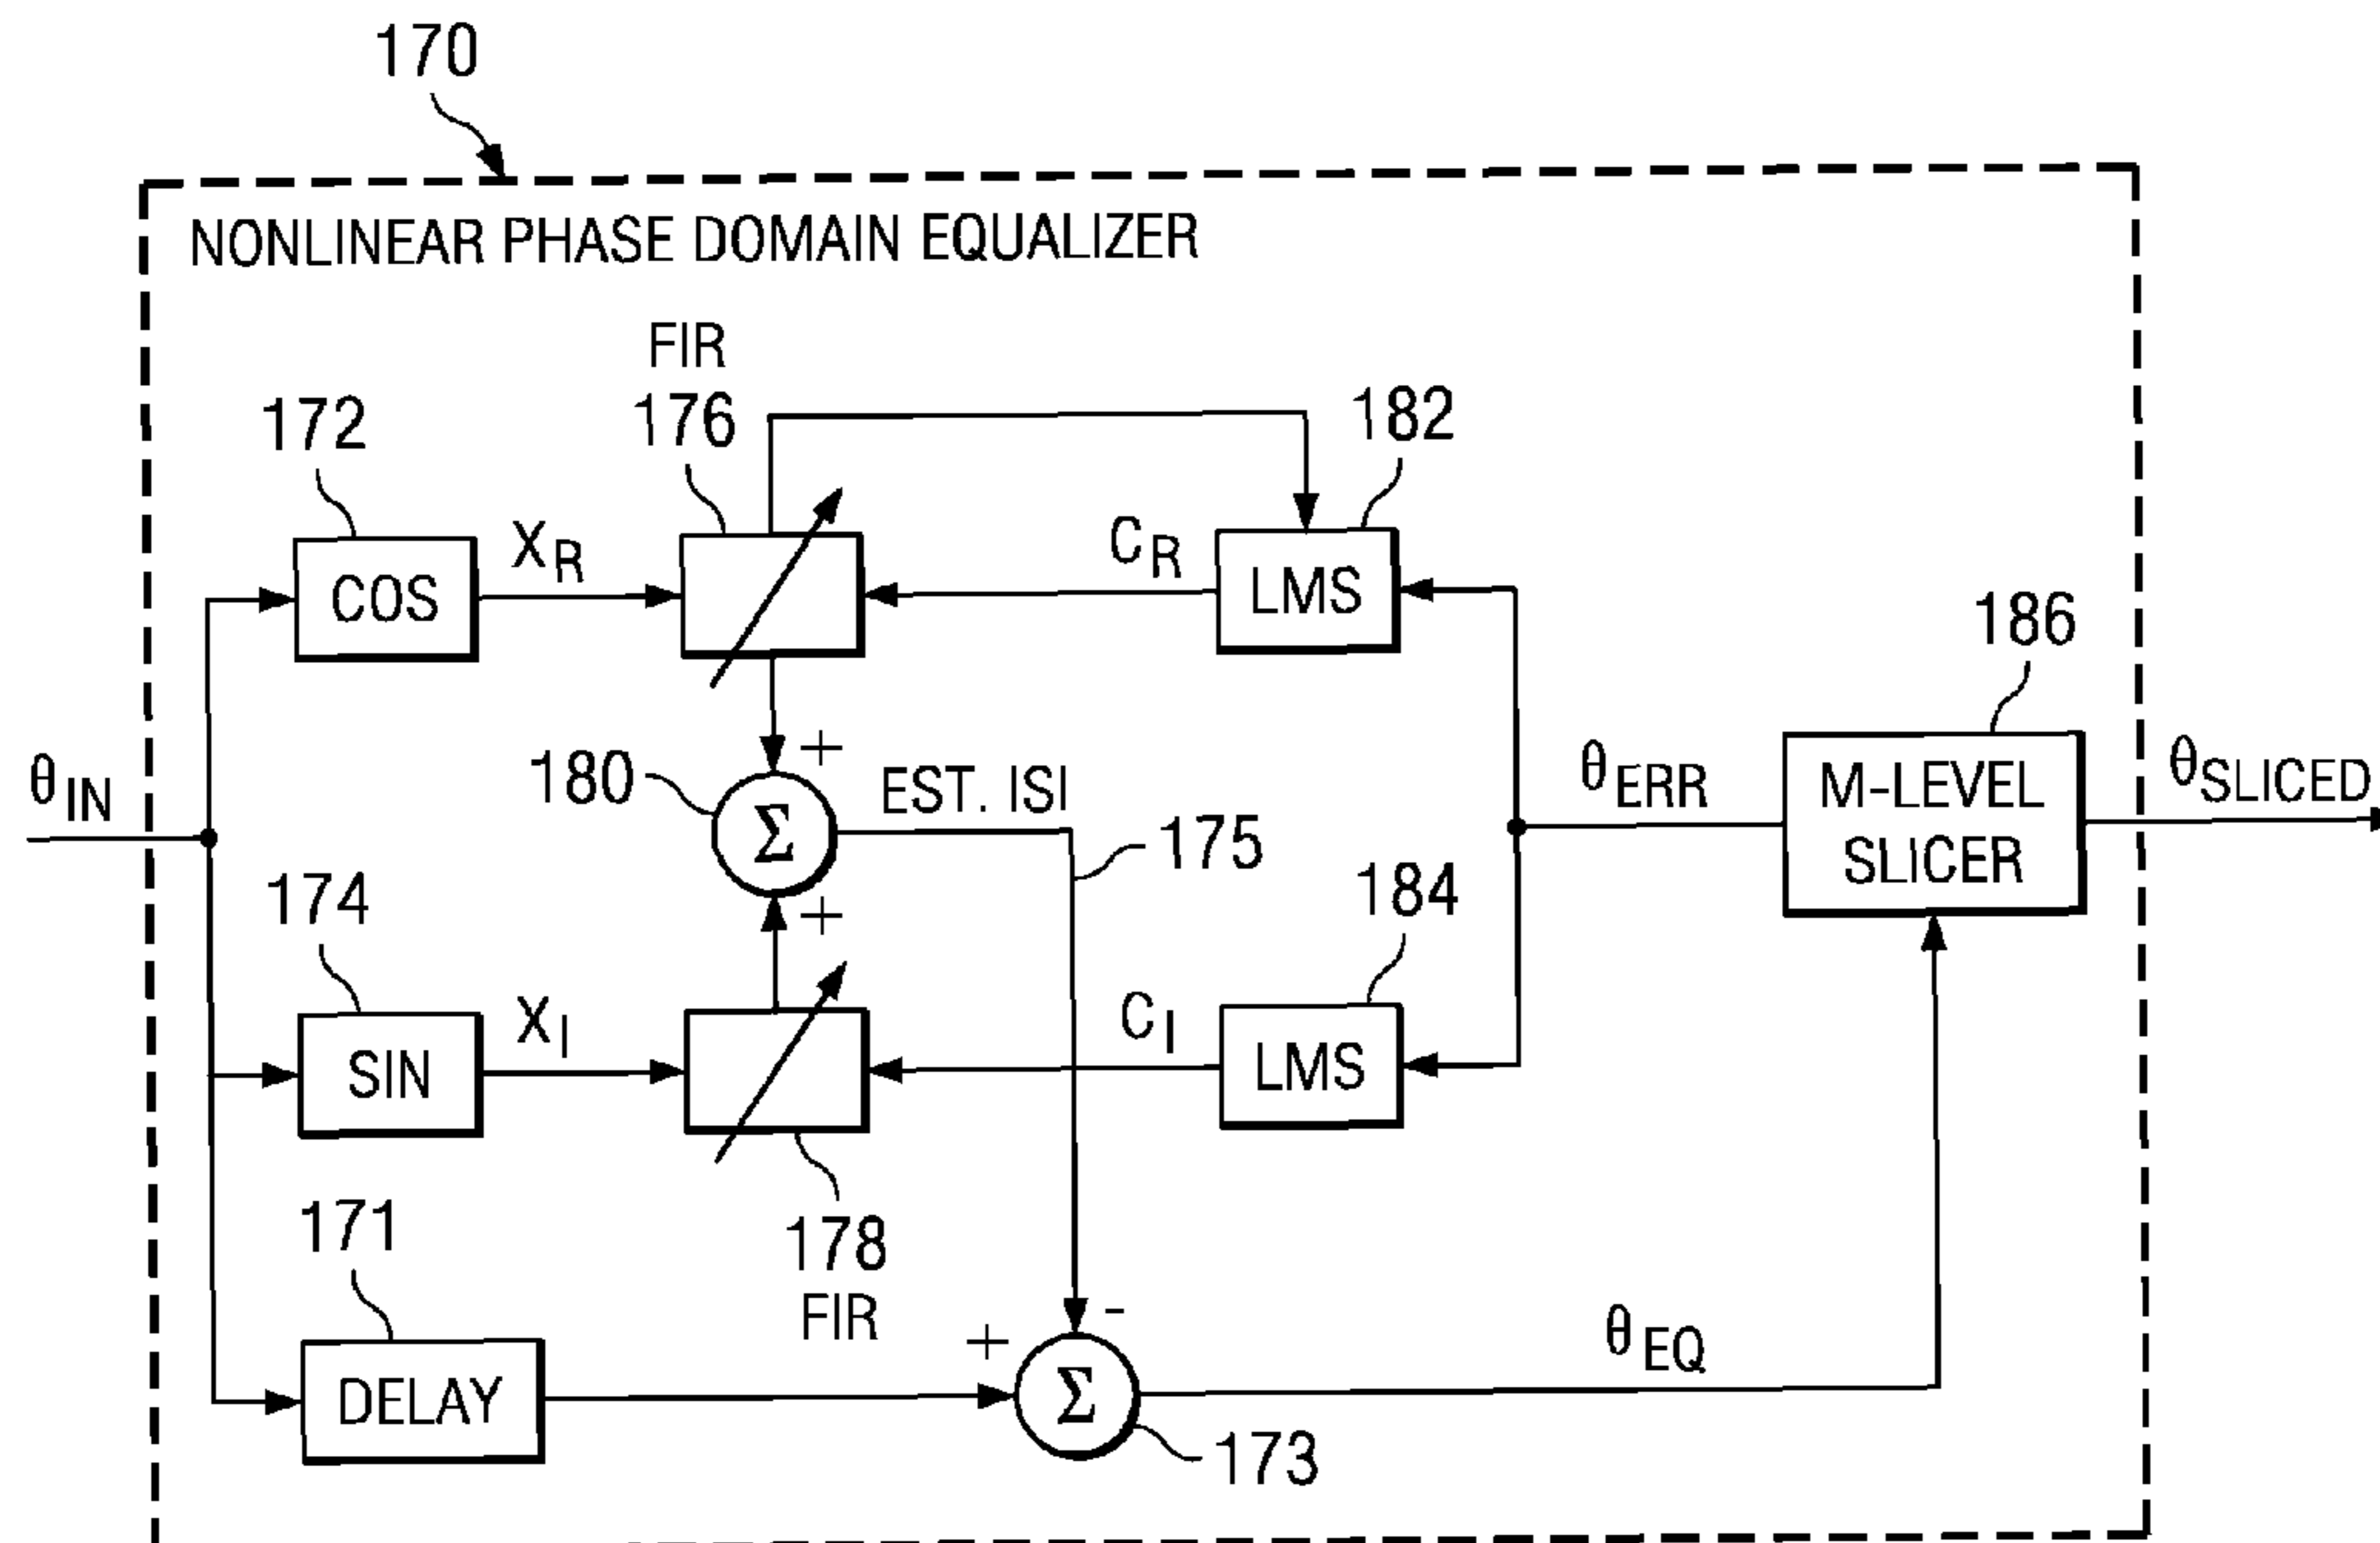 170
NONLINEAR PHASE DOMAIN EQUALIZER
FIR
176
172
182
COS
X_R
C_R
LMS
186
θ_IN
180
+
Σ
+
EST. ISI
175
θ_ERR
M-LEVEL
SLICER
θ_SLICED
174
184
SIN
X_I
C_I
LMS
178
FIR
171
DELAY
+
-
Σ
173
θ_EQ